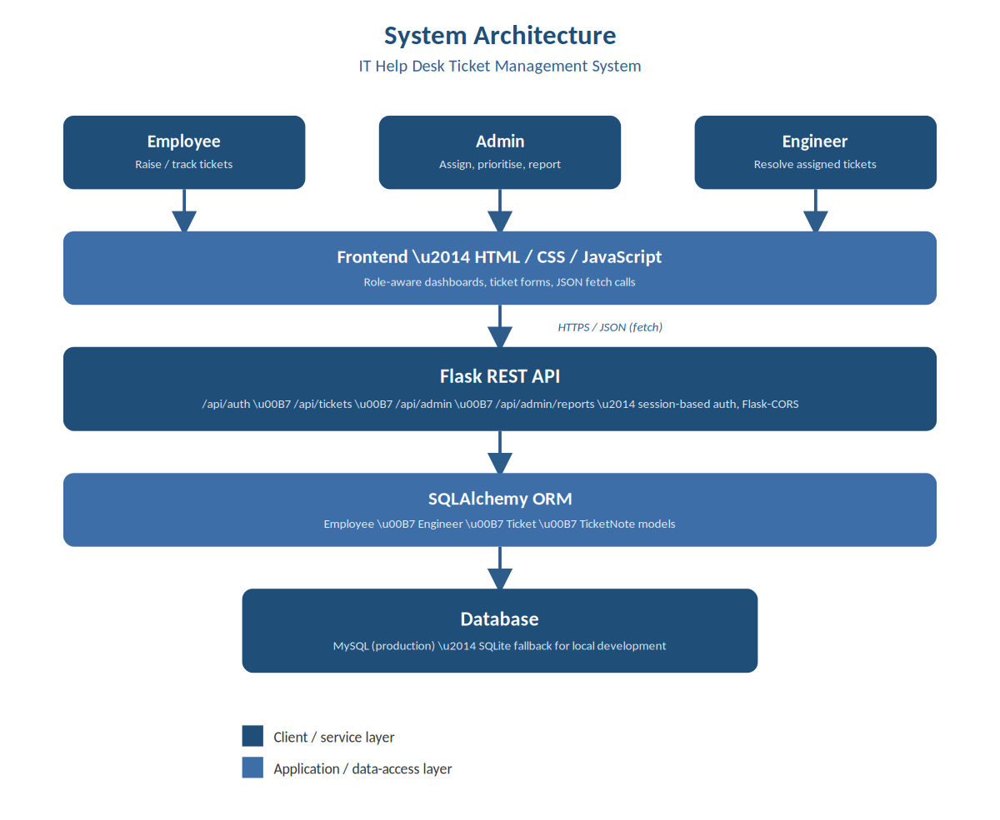 System Architecture
IT Help Desk Ticket Management System
Employee
Raise / track tickets
Admin
Assign, prioritise, report
Engineer
Resolve assigned tickets
Frontend \u2014 HTML / CSS / JavaScript
Role-aware dashboards, ticket forms, JSON fetch calls
HTTPS / JSON (fetch)
Flask REST API
/api/auth \u00B7 /api/tickets \u00B7 /api/admin \u00B7 /api/admin/reports \u2014 session-based auth, Flask-CORS
SQLAlchemy ORM
Employee \u00B7 Engineer \u00B7 Ticket \u00B7 TicketNote models
Database
MySQL (production) \u2014 SQLite fallback for local development
Client / service layer
Application / data-access layer